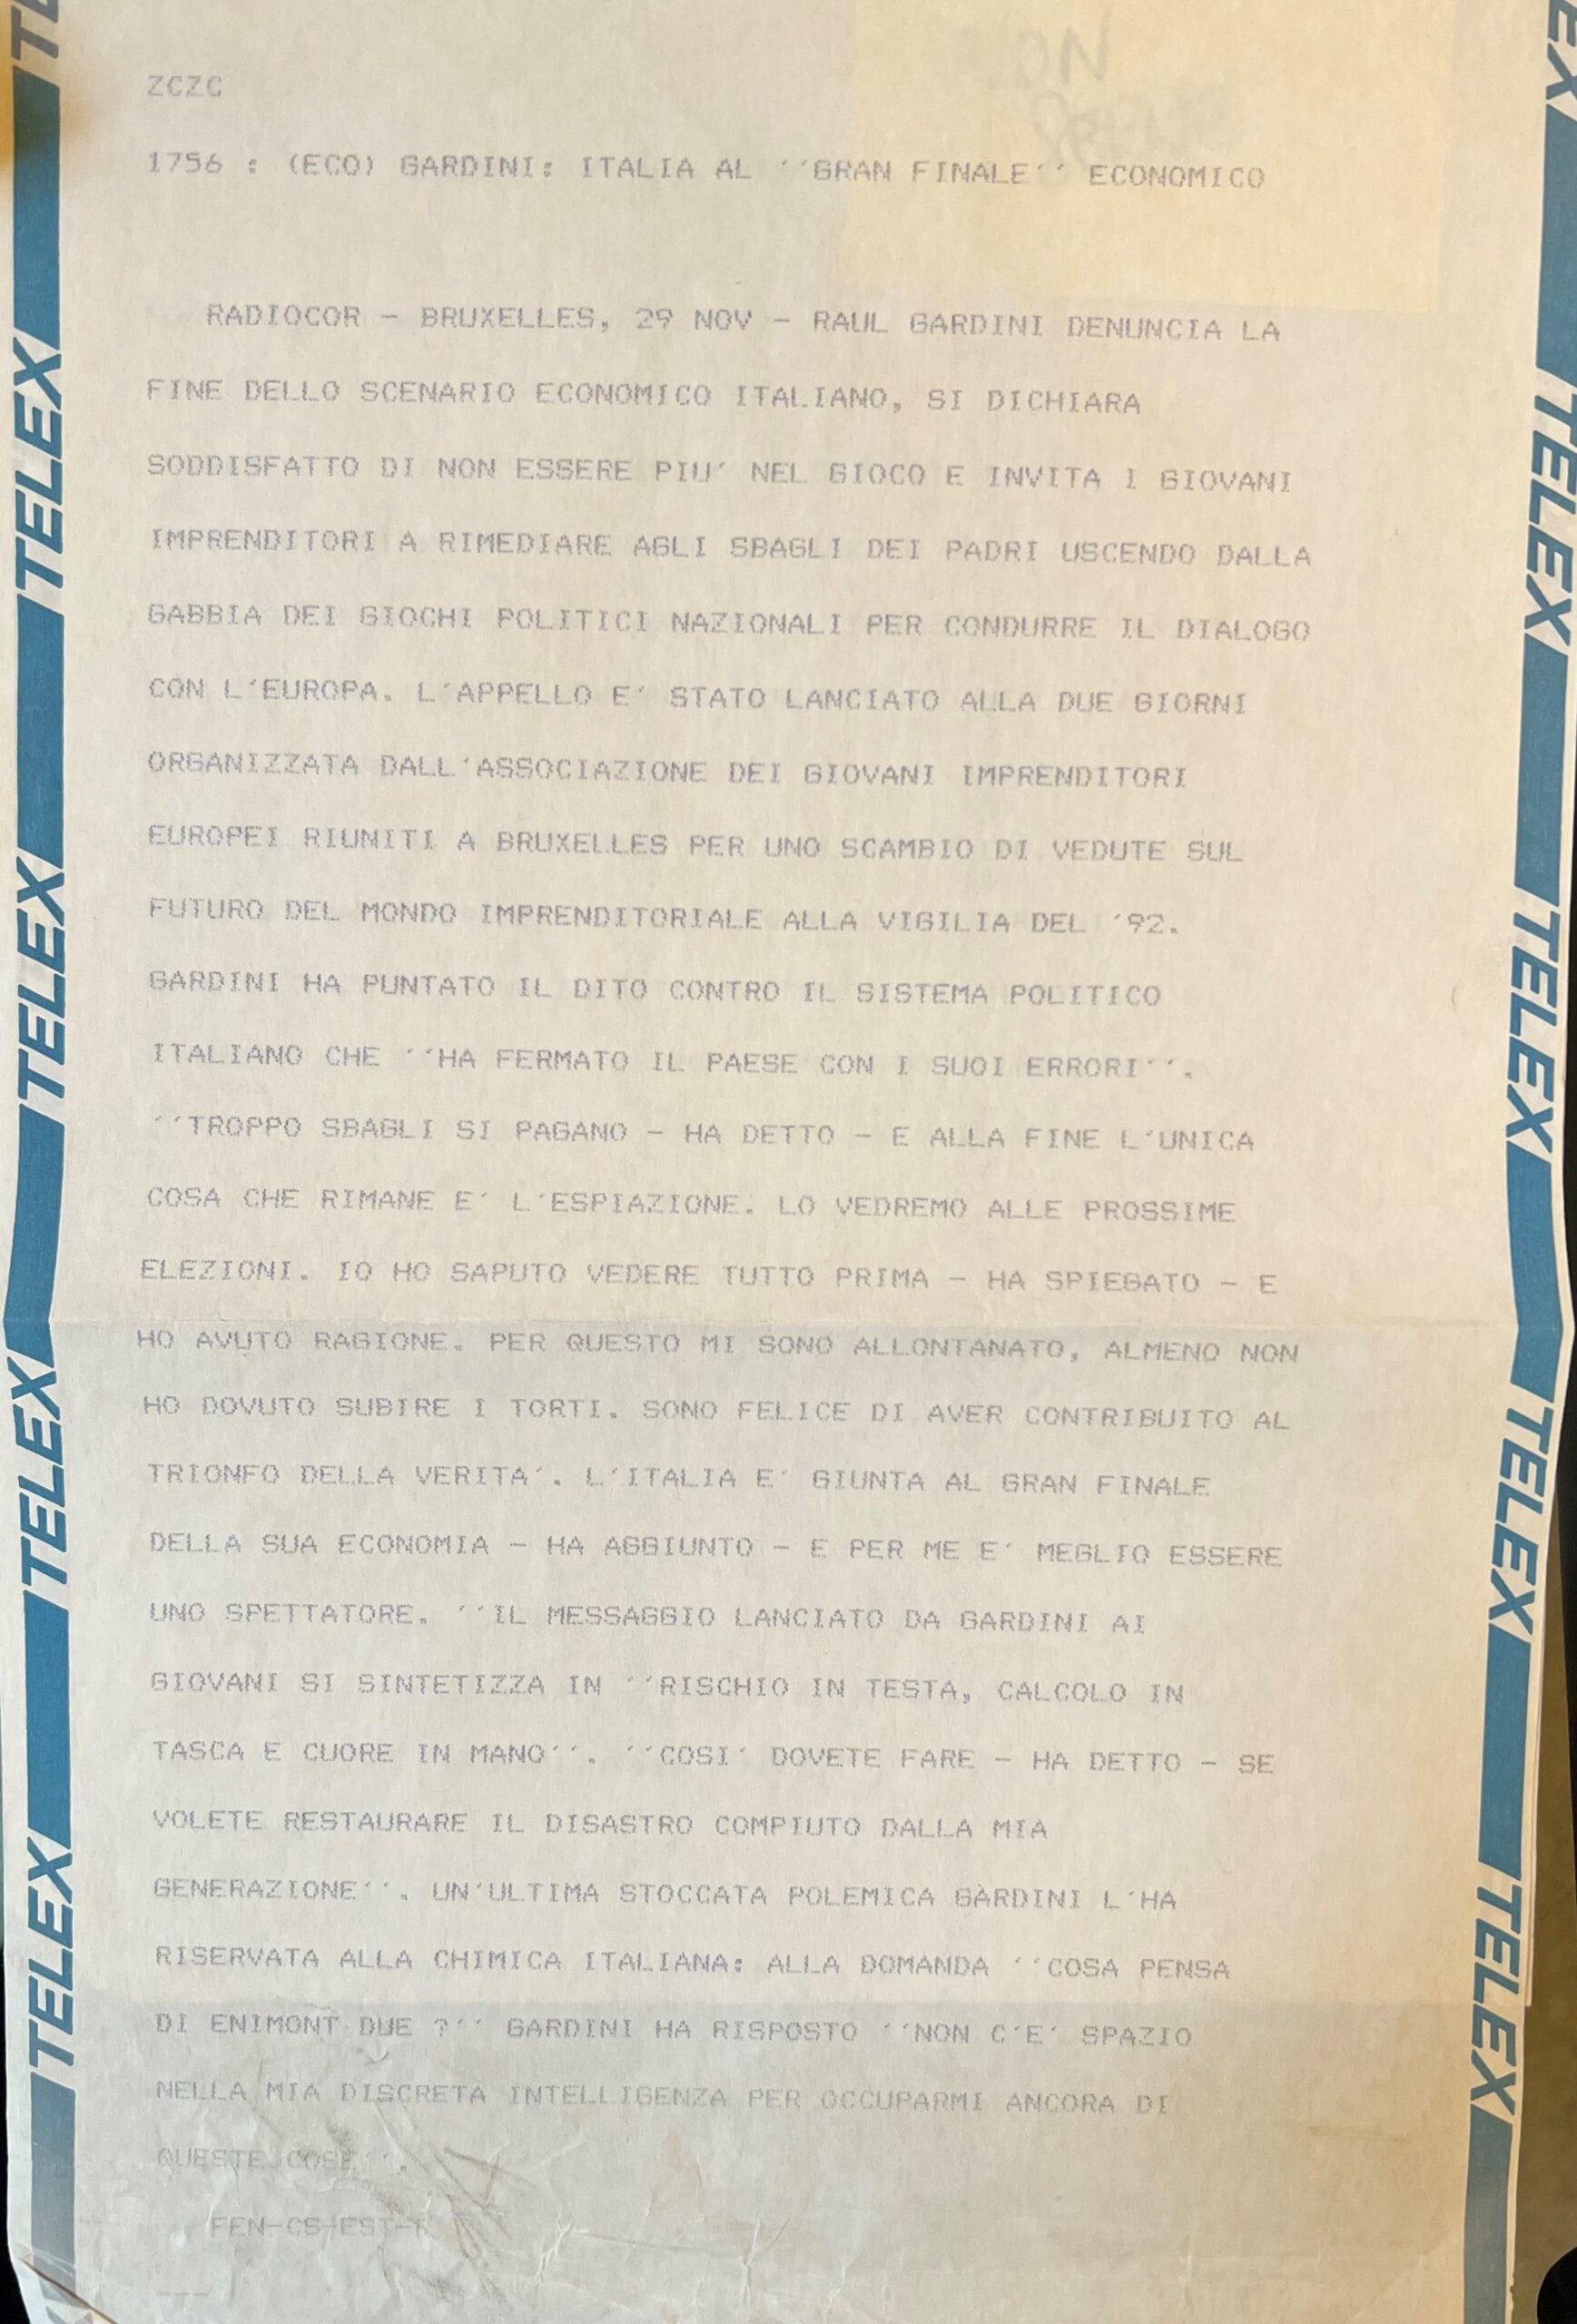 ZCZC
1756 : (ECO) GARDINI: ITALIA AL ´´GRAN FINALE´´ ECONOMICO
RADIOCOR - BRUXELLES, 29 NOV - RAUL GARDINI DENUNCIA LA
FINE DELLO SCENARIO ECONOMICO ITALIANO, SI DICHIARA
SODDISFATTO DI NON ESSERE PIU´ NEL GIOCO E INVITA I GIOVANI
IMPRENDITORI A RIMEDIARE AGLI SBAGLI DEI PADRI USCENDO DALLA
GABBIA DEI GIOCHI POLITICI NAZIONALI PER CONDURRE IL DIALOGO
CON L´EUROPA. L´APPELLO E´ STATO LANCIATO ALLA DUE GIORNI
ORGANIZZATA DALL´ASSOCIAZIONE DEI GIOVANI IMPRENDITORI
EUROPEI RIUNITI A BRUXELLES PER UNO SCAMBIO DI VEDUTE SUL
FUTURO DEL MONDO IMPRENDITORIALE ALLA VIGILIA DEL ´92.
GARDINI HA PUNTATO IL DITO CONTRO IL SISTEMA POLITICO
ITALIANO CHE ´´HA FERMATO IL PAESE CON I SUOI ERRORI´´.
´´TROPPO SBAGLI SI PAGANO - HA DETTO - E ALLA FINE L´UNICA
COSA CHE RIMANE E´ L´ESPIAZIONE. LO VEDREMO ALLE PROSSIME
ELEZIONI. IO HO SAPUTO VEDERE TUTTO PRIMA - HA SPIEGATO - E
HO AVUTO RAGIONE. PER QUESTO MI SONO ALLONTANATO, ALMENO NON
HO DOVUTO SUBIRE I TORTI. SONO FELICE DI AVER CONTRIBUITO AL
TRIONFO DELLA VERITA´. L´ITALIA E´ GIUNTA AL GRAN FINALE
DELLA SUA ECONOMIA - HA AGGIUNTO - E PER ME E´ MEGLIO ESSERE
UNO SPETTATORE. ´´IL MESSAGGIO LANCIATO DA GARDINI AI
GIOVANI SI SINTETIZZA IN ´´RISCHIO IN TESTA, CALCOLO IN
TASCA E CUORE IN MANO´´. ´´COSI´ DOVETE FARE - HA DETTO - SE
VOLETE RESTAURARE IL DISASTRO COMPIUTO DALLA MIA
GENERAZIONE´´. UN´ULTIMA STOCCATA POLEMICA GARDINI L´HA
RISERVATA ALLA CHIMICA ITALIANA: ALLA DOMANDA ´´COSA PENSA
DI ENIMONT DUE ?´´ GARDINI HA RISPOSTO ´´NON C´E´ SPAZIO
NELLA MIA DISCRETA INTELLIGENZA PER OCCUPARMI ANCORA DI
QUESTE COSE´´.
FEN-CS-EST-
---
TELEX
TELEX
TELEX
TELEX
TELEX
TELEX
TELEX
TELEX
TELEX
TELEX